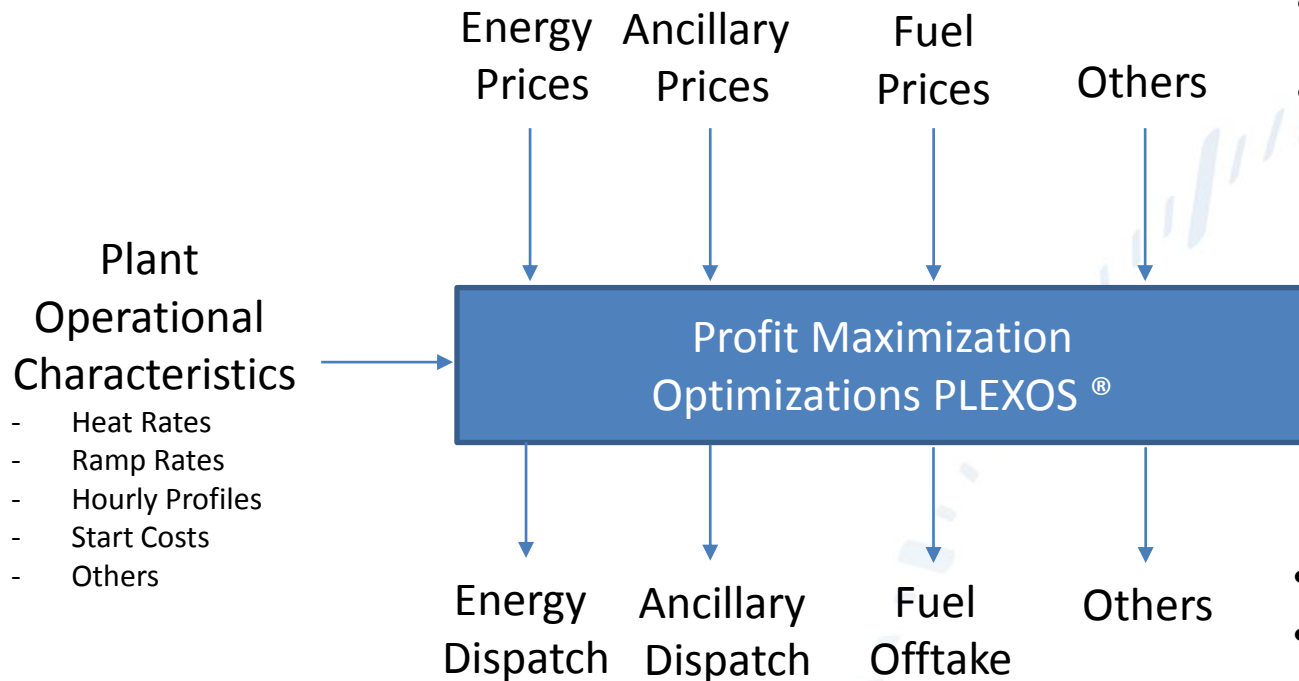 Energy Prices
Ancillary Prices
Fuel Prices
Others
Plant
Operational
Characteristics
- Heat Rates
- Ramp Rates
- Hourly Profiles
- Start Costs
- Others
Profit Maximization
Optimizations PLEXOS ®
Energy Dispatch
Ancillary Dispatch
Fuel Offtake
Others